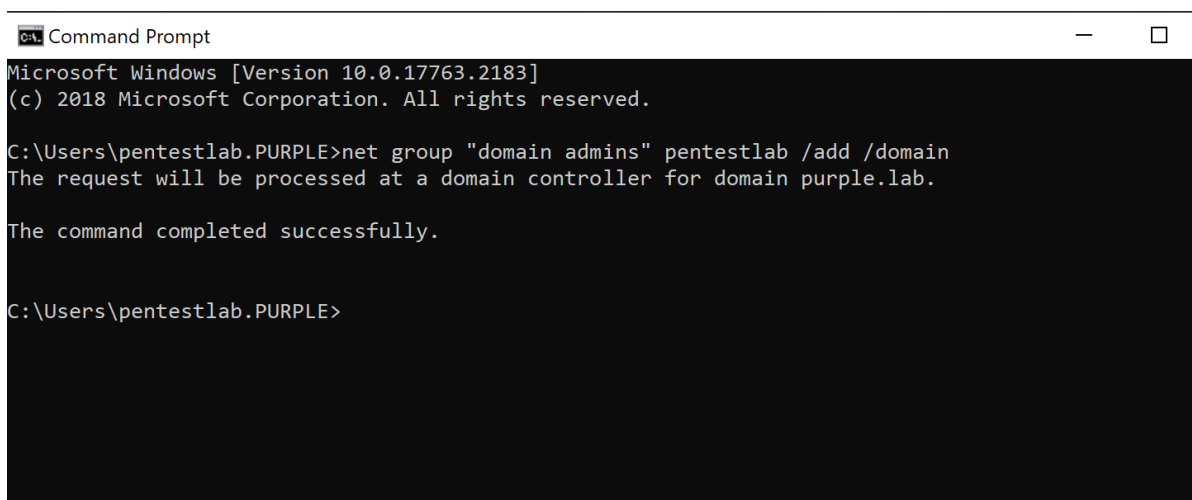 Command Prompt
Microsoft Windows [Version 10.0.17763.2183]
(c) 2018 Microsoft Corporation. All rights reserved.
C:\Users\pentestlab.PURPLE>net group "domain admins" pentestlab /add /domain
The request will be processed at a domain controller for domain purple.lab.
The command completed successfully.
C:\Users\pentestlab.PURPLE>